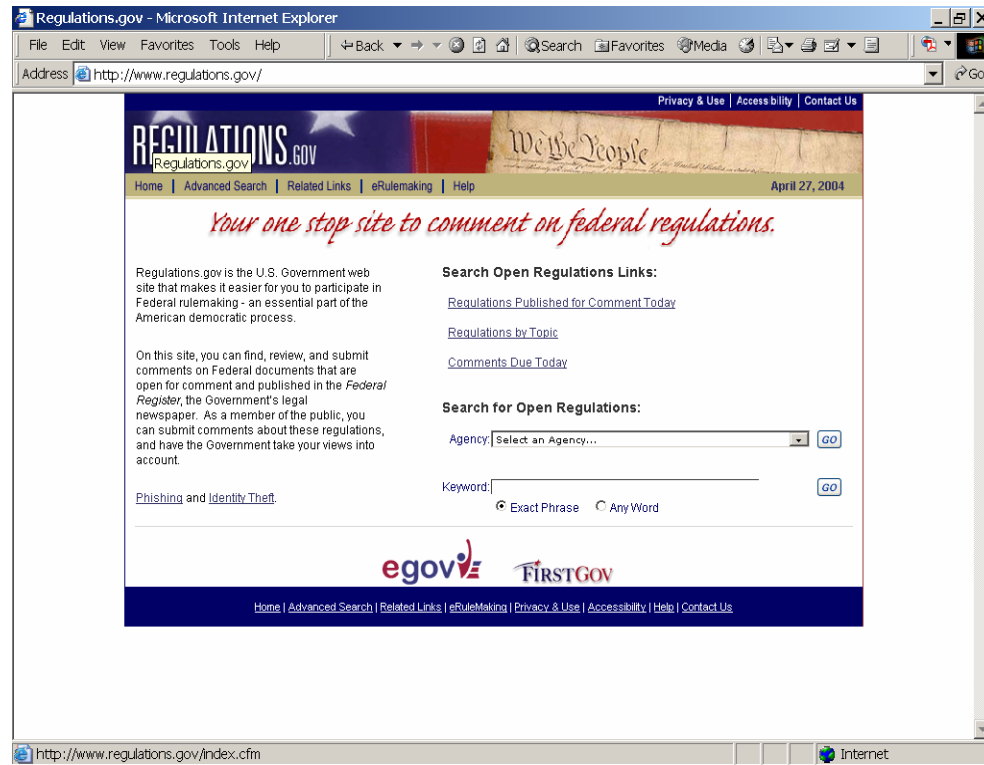 Regulations.gov - Microsoft Internet Explorer
File Edit View Favorites Tools Help Back Search Favorites Media
Address http://www.regulations.gov/ Go
Privacy & Use | Accessibility | Contact Us
REGULATIONS.GOV
We the People
Regulations.gov
Home | Advanced Search | Related Links | eRulemaking | Help April 27, 2004
Your one stop site to comment on federal regulations.
Regulations.gov is the U.S. Government web
site that makes it easier for you to participate in
Federal rulemaking - an essential part of the
American democratic process.
On this site, you can find, review, and submit
comments on Federal documents that are
open for comment and published in the Federal
Register, the Government's legal
newspaper. As a member of the public, you
can submit comments about these regulations,
and have the Government take your views into
account.
Phishing and Identity Theft.
Search Open Regulations Links:
Regulations Published for Comment Today
Regulations by Topic
Comments Due Today
Search for Open Regulations:
Agency: Select an Agency... GO
Keyword: GO
Exact Phrase Any Word
egov FIRSTGOV
Home | Advanced Search | Related Links | eRuleMaking | Privacy & Use | Accessibility | Help | Contact Us
http://www.regulations.gov/index.cfm Internet